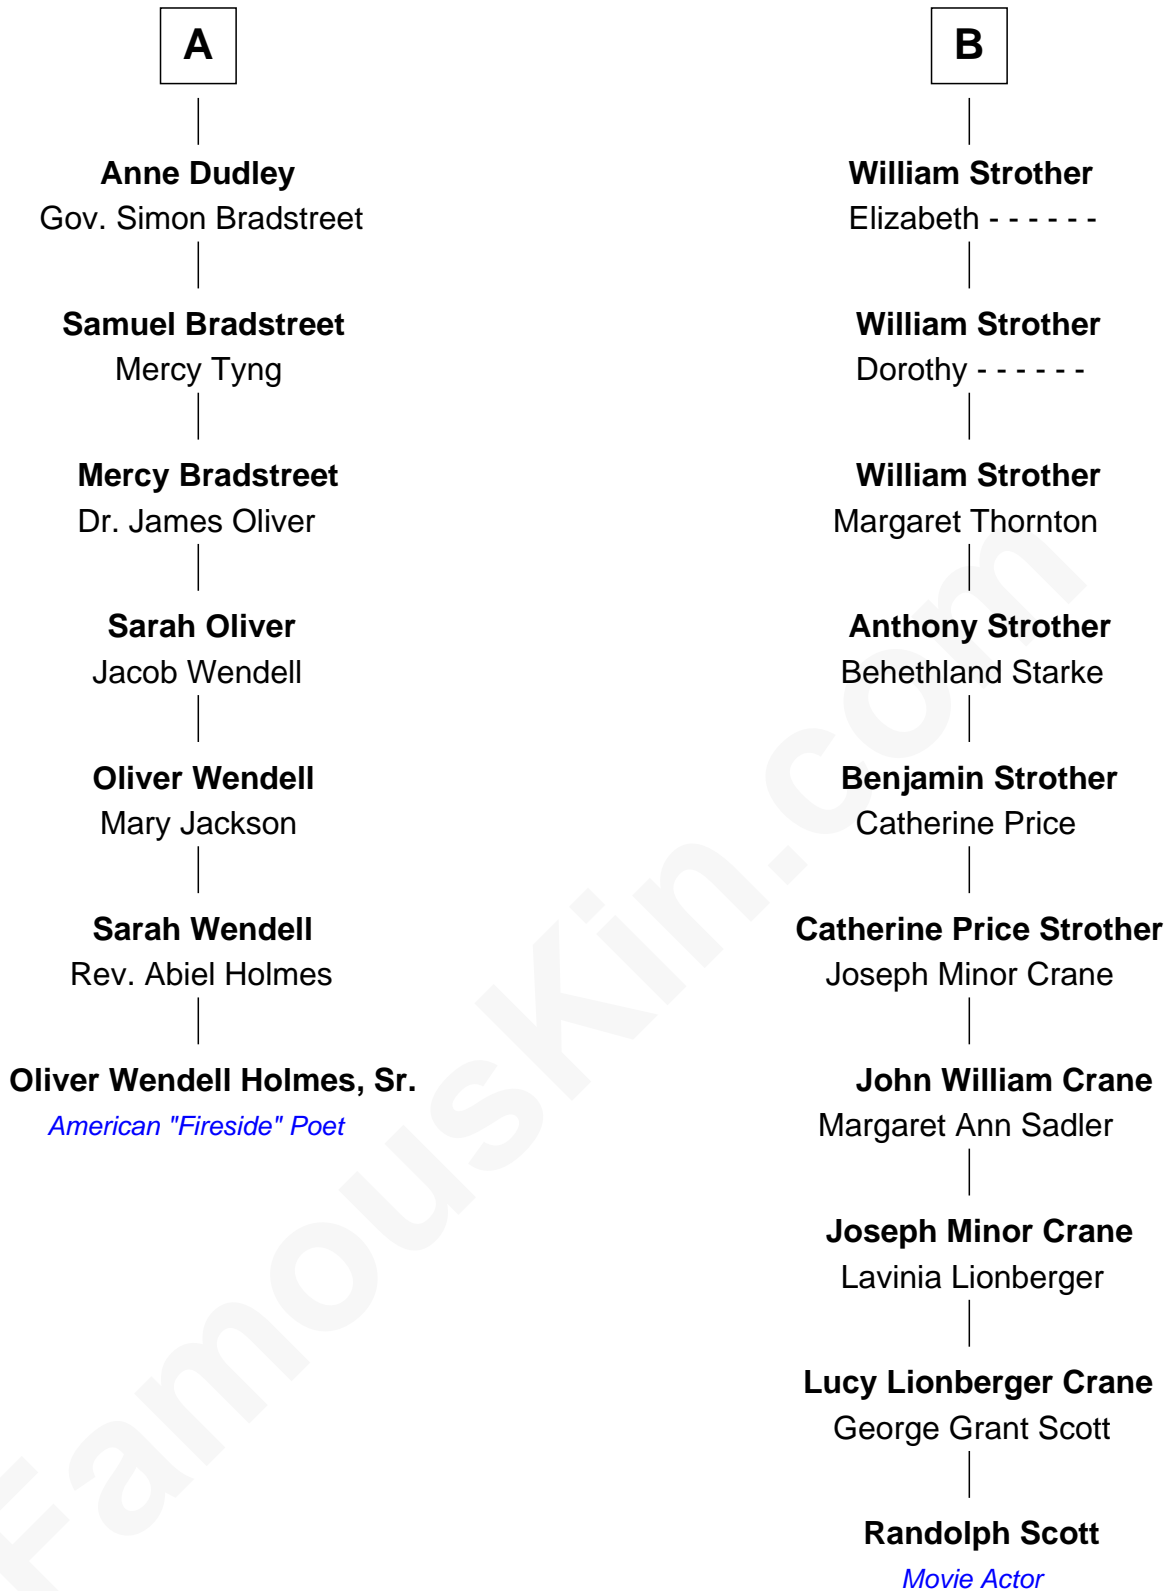 A
Anne Dudley
Gov. Simon Bradstreet
Samuel Bradstreet
Mercy Tyng
Mercy Bradstreet
Dr. James Oliver
Sarah Oliver
Jacob Wendell
Oliver Wendell
Mary Jackson
Sarah Wendell
Rev. Abiel Holmes
Oliver Wendell Holmes, Sr.
American "Fireside" Poet
B
William Strother
Elizabeth - - - - - -
William Strother
Dorothy - - - - - -
William Strother
Margaret Thornton
Anthony Strother
Behethland Starke
Benjamin Strother
Catherine Price
Catherine Price Strother
Joseph Minor Crane
John William Crane
Margaret Ann Sadler
Joseph Minor Crane
Lavinia Lionberger
Lucy Lionberger Crane
George Grant Scott
Randolph Scott
Movie Actor
FamousKin.com